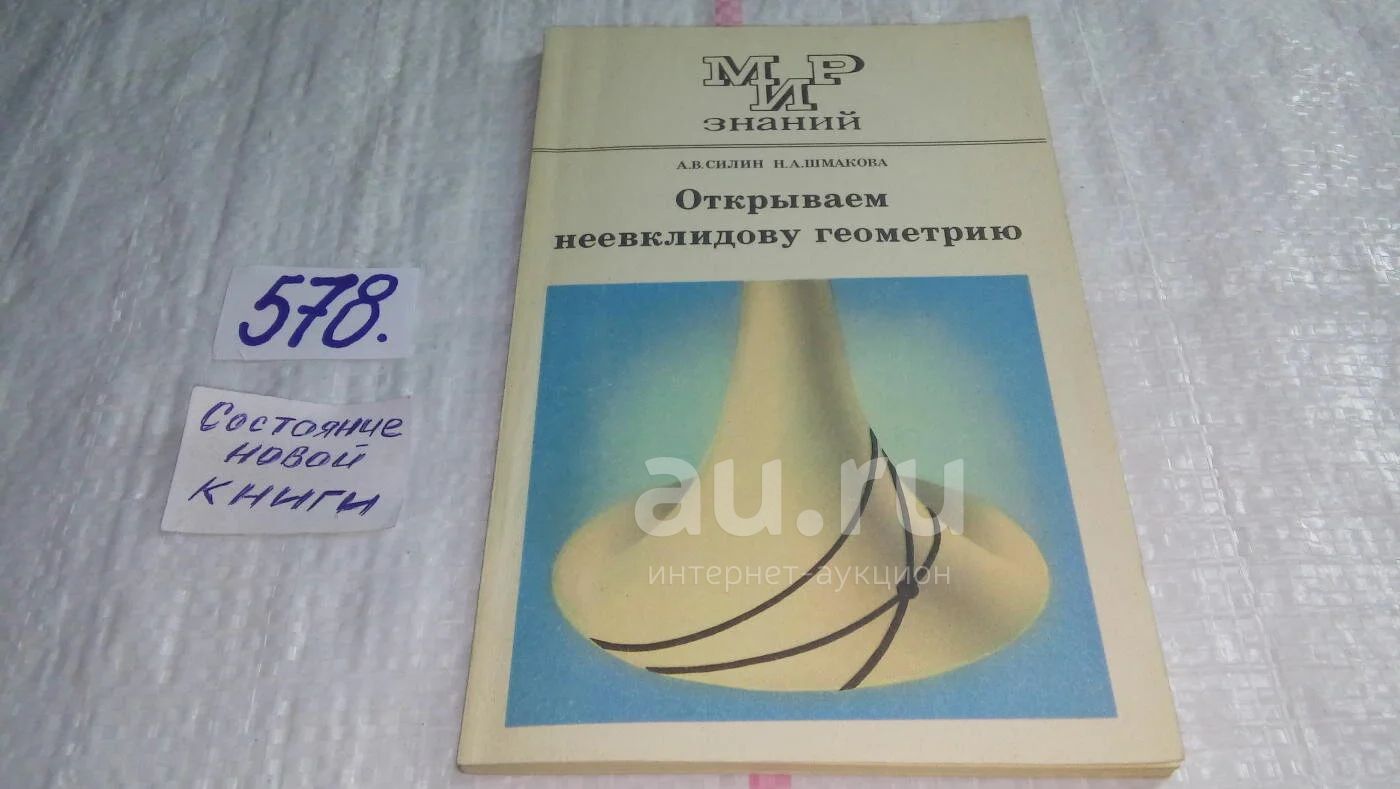 МИР
знаний
А.В.СИЛИН Н.А.ШМАКОВА
Открываем
неевклидову геометрию
578.
Состояние
новой
книги
au.ru
интернет-аукцион